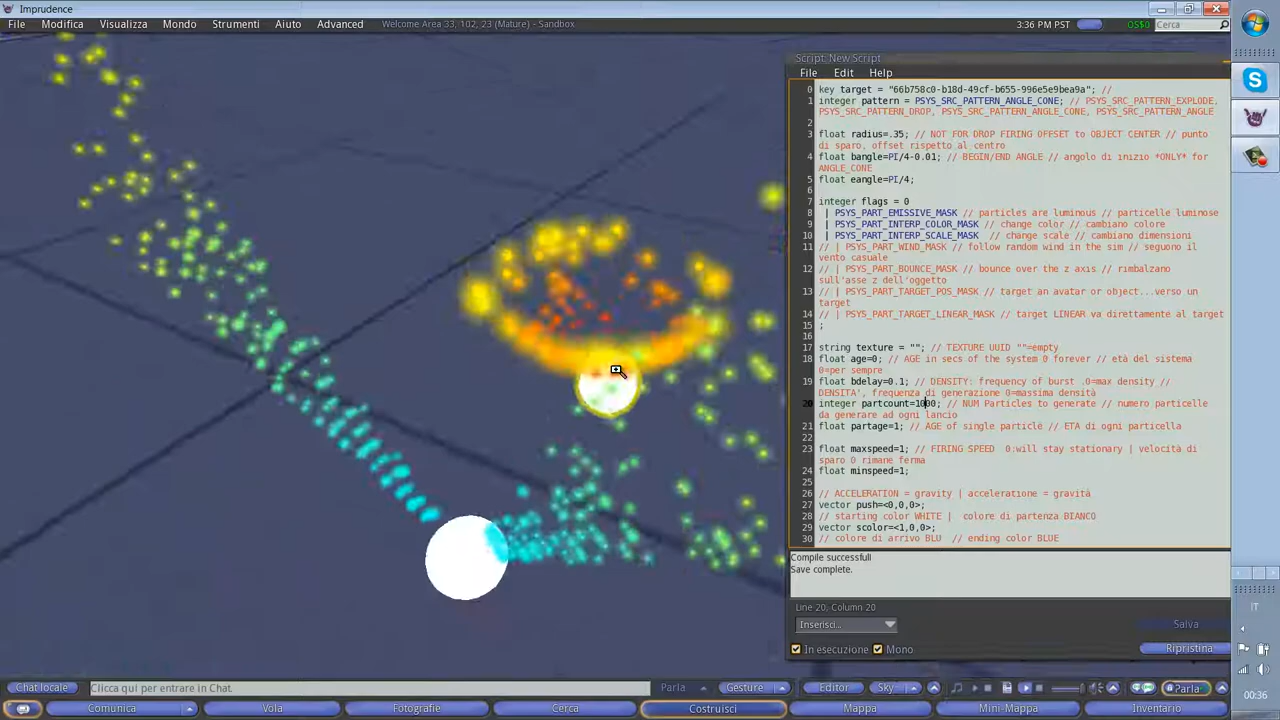 Imprudence
File Modifica Visualizza Mondo Strumenti Aiuto Advanced Welcome Area 33, 102, 23 (Mature) - Sandbox 3:36 PM PST OS$0 Cerca
Script: New Script
File Edit Help
0 key target = "66b758c0-b18d-49cf-b655-996e5e9bea9a"; //
1 integer pattern = PSYS_SRC_PATTERN_ANGLE_CONE; // PSYS_SRC_PATTERN_EXPLODE,
PSYS_SRC_PATTERN_DROP, PSYS_SRC_PATTERN_ANGLE_CONE, PSYS_SRC_PATTERN_ANGLE
2
3 float radius=.35; // NOT FOR DROP FIRING OFFSET to OBJECT CENTER // punto
di sparo, offset rispetto al centro
4 float bangle=PI/4-0.01; // BEGIN/END ANGLE // angolo di inizio *ONLY* for
ANGLE_CONE
5 float eangle=PI/4;
6
7 integer flags = 0
8 | PSYS_PART_EMISSIVE_MASK // particles are luminous // particelle luminose
9 | PSYS_PART_INTERP_COLOR_MASK // change color // cambiano colore
10 | PSYS_PART_INTERP_SCALE_MASK // change scale // cambiano dimensioni
11 // | PSYS_PART_WIND_MASK // follow random wind in the sim // seguono il
vento casuale
12 // | PSYS_PART_BOUNCE_MASK // bounce over the z axis // rimbalzano
sull'asse z dell'oggetto
13 // | PSYS_PART_TARGET_POS_MASK // target an avatar or object...verso un
target
14 // | PSYS_PART_TARGET_LINEAR_MASK // target LINEAR va direttamente al target
15 ;
16
17 string texture = ""; // TEXTURE UUID ""=empty
18 float age=0; // AGE in secs of the system 0 forever // età del sistema
0=per sempre
19 float bdelay=0.1; // DENSITY: frequency of burst .0=max density //
DENSITA', frequenza di generazione 0=massima densità
20 integer partcount=1000; // NUM Particles to generate // numero particelle
da generare ad ogni lancio
21 float partage=1; // AGE of single particle // ETA di ogni particella
22
23 float maxspeed=1; // FIRING SPEED 0:will stay stationary | velocità di
sparo 0 rimane ferma
24 float minspeed=1;
25
26 // ACCELERATION = gravity | acceleratione = gravità
27 vector push=<0,0,0>;
28 // starting color WHITE | colore di partenza BIANCO
29 vector scolor=<1,0,0>;
30 // colore di arrivo BLU // ending color BLUE
Compile successful!
Save complete.
Line 20, Column 20
Inserisci... Salva
In esecuzione Mono Ripristina
IT
00:36
Chat locale Clicca qui per entrare in Chat. Parla Gesture Editor Sky Parla
Comunica Vola Fotografie Cerca Costruisci Mappa Mini-Mappa Inventario